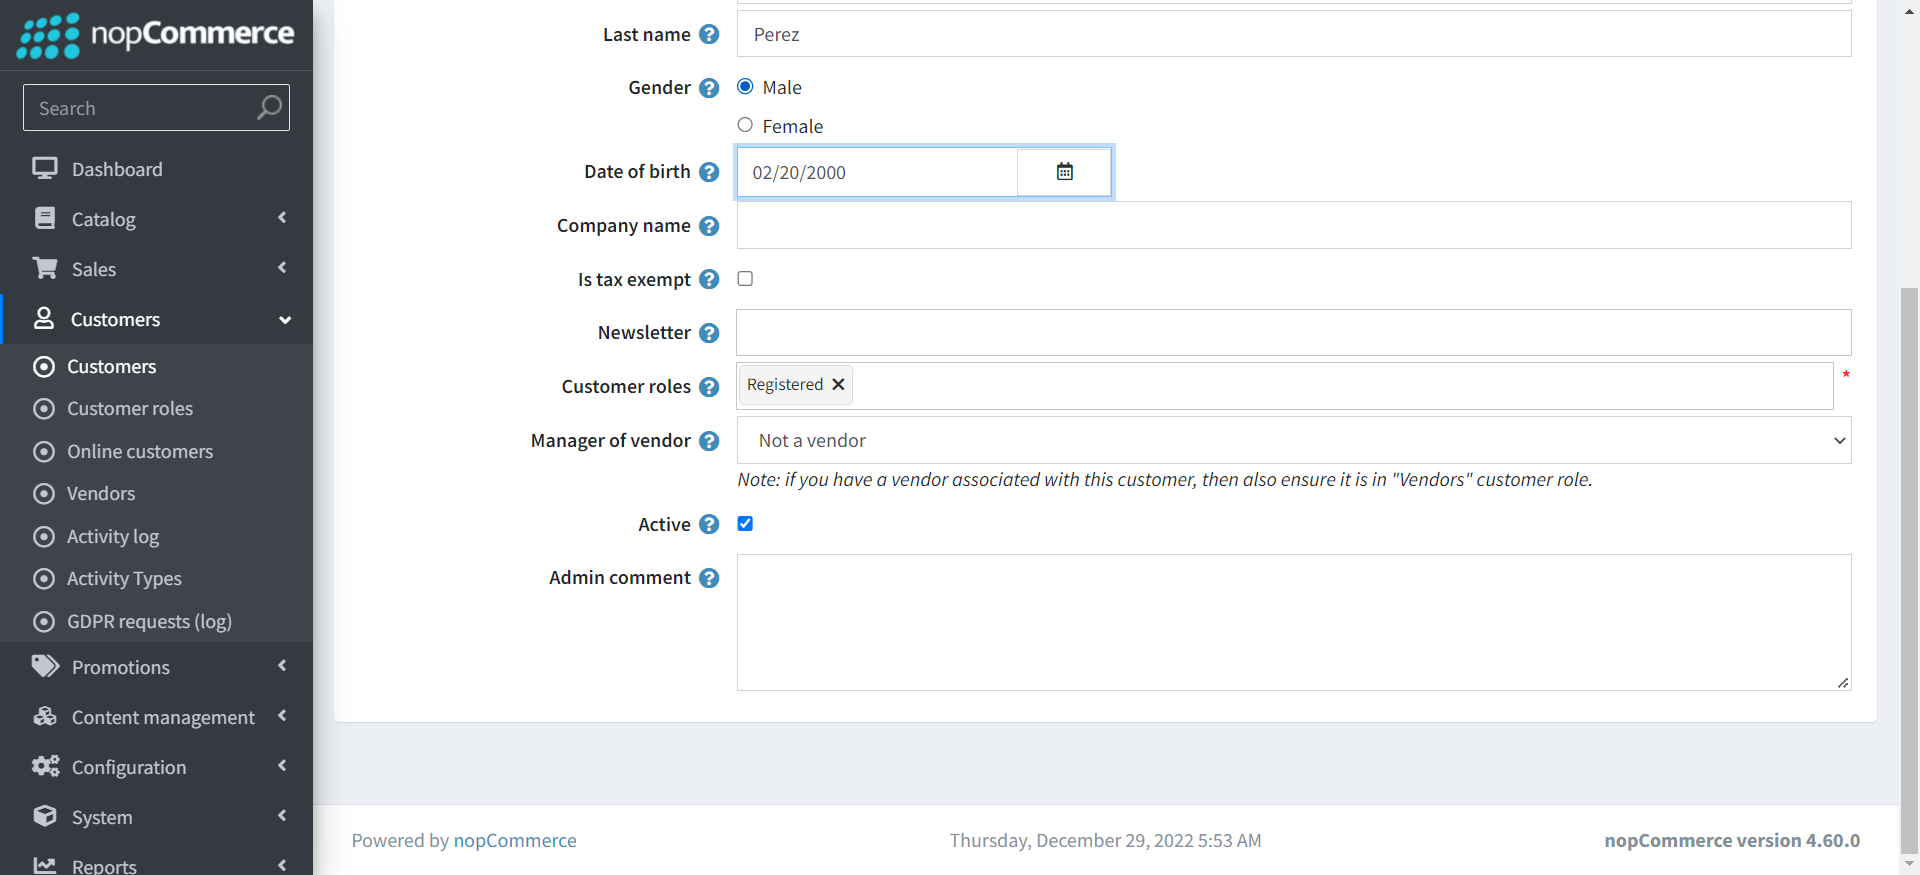 nopCommerce
Search
Dashboard
Catalog
Sales
Customers
Customers
Customer roles
Online customers
Vendors
Activity log
Activity Types
GDPR requests (log)
Promotions
Content management
Configuration
System
Reports
Last name
Perez
Gender
Male
Female
Date of birth
02/20/2000
Company name
Is tax exempt
Newsletter
Customer roles
Registered
*
Manager of vendor
Not a vendor
Note: if you have a vendor associated with this customer, then also ensure it is in "Vendors" customer role.
Active
Admin comment
Powered by nopCommerce
Thursday, December 29, 2022 5:53 AM
nopCommerce version 4.60.0